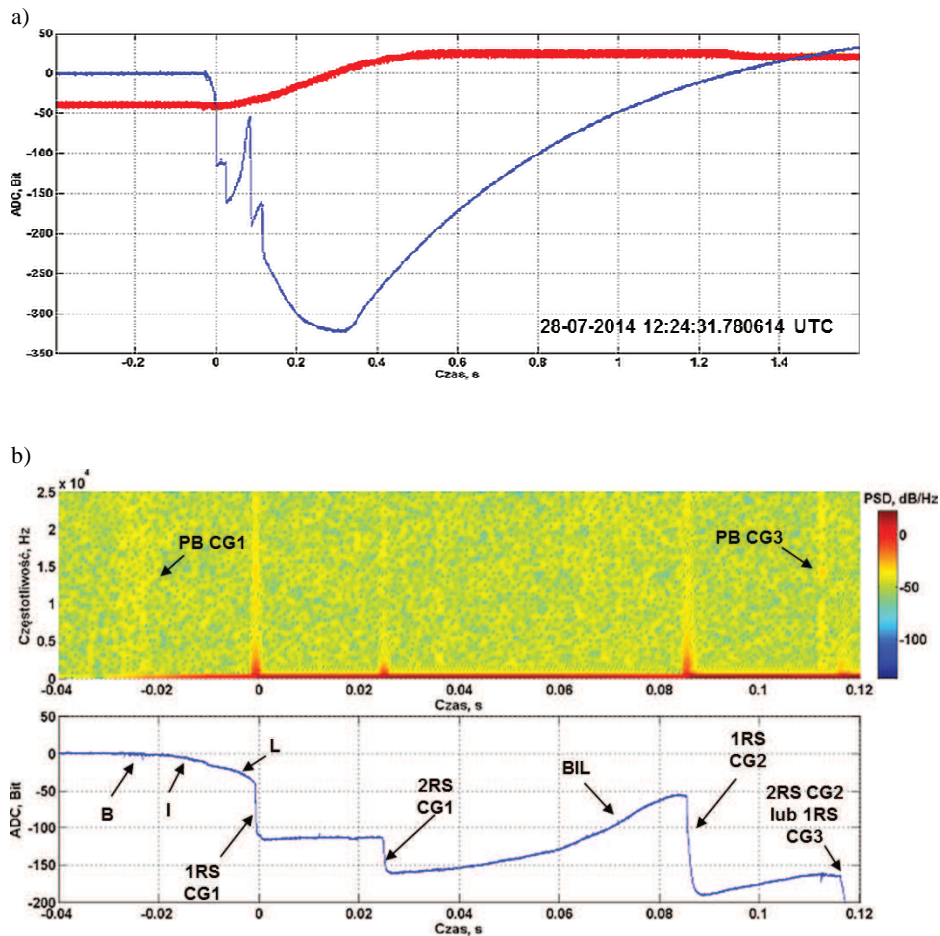 a)
50
0
-50
-100
-150
-200
-250
-300
-350
ADC, Bit
28-07-2014 12:24:31.780614 UTC
-0.2 0 0.2 0.4 0.6 0.8 1 1.2 1.4
Czas, s
b)
x 10^4
2.5
2
1.5
1
0.5
0
Częstotliwość, Hz
PB CG1
PB CG3
PSD, dB/Hz
0
-50
-100
-0.04 -0.02 0 0.02 0.04 0.06 0.08 0.1 0.12
Czas, s
50
0
-50
-100
-150
-200
ADC, Bit
B
I
L
1RS
CG1
2RS
CG1
BIL
1RS
CG2
2RS CG2
lub 1RS
CG3
-0.04 -0.02 0 0.02 0.04 0.06 0.08 0.1 0.12
Czas, s